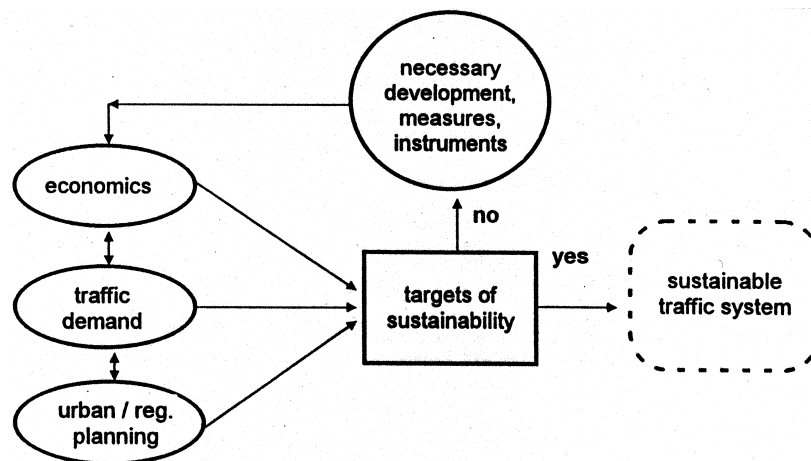 necessary
development,
measures,
instruments
economics
no
yes
traffic
demand
targets of
sustainability
sustainable
traffic system
urban / reg.
planning